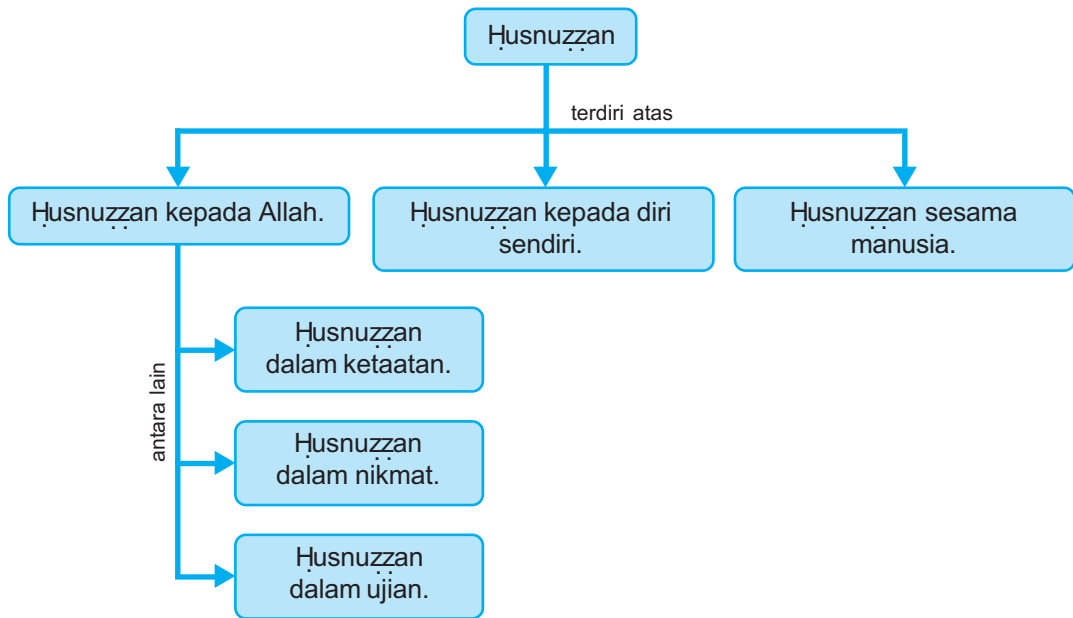 Ḥusnuẓẓan
terdiri atas
Ḥusnuẓẓan kepada Allah.
Ḥusnuẓẓan kepada diri
sendiri.
Ḥusnuẓẓan sesama
manusia.
antara lain
Ḥusnuẓẓan
dalam ketaatan.
Ḥusnuẓẓan
dalam nikmat.
Ḥusnuẓẓan
dalam ujian.